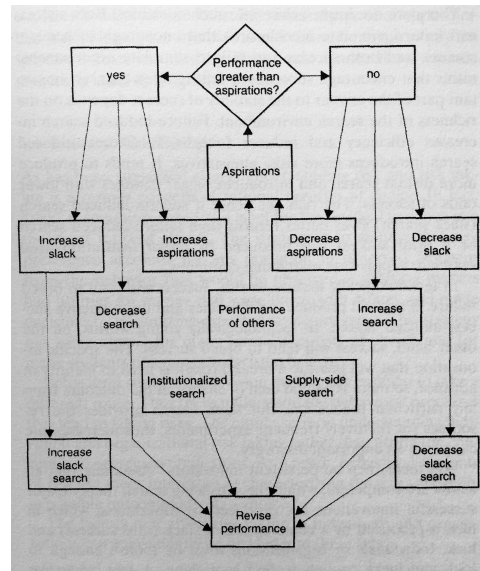 Performance
greater than
aspirations?
yes
no
Aspirations
Increase
slack
Increase
aspirations
Decrease
aspirations
Decrease
slack
Decrease
search
Performance
of others
Increase
search
Institutionalized
search
Supply-side
search
Increase
slack
search
Decrease
slack
search
Revise
performance